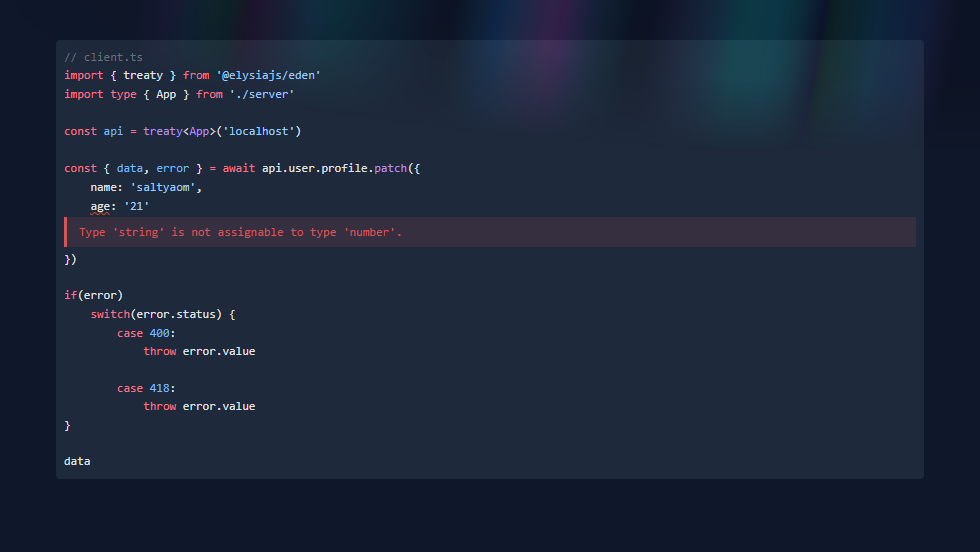 // client.ts
import { treaty } from '@elysiajs/eden'
import type { App } from './server'
const api = treaty<App>('localhost')
const { data, error } = await api.user.profile.patch({
    name: 'saltyaom',
    age: '21'
Type 'string' is not assignable to type 'number'.
})
if(error)
    switch(error.status) {
        case 400:
            throw error.value
        case 418:
            throw error.value
}
data